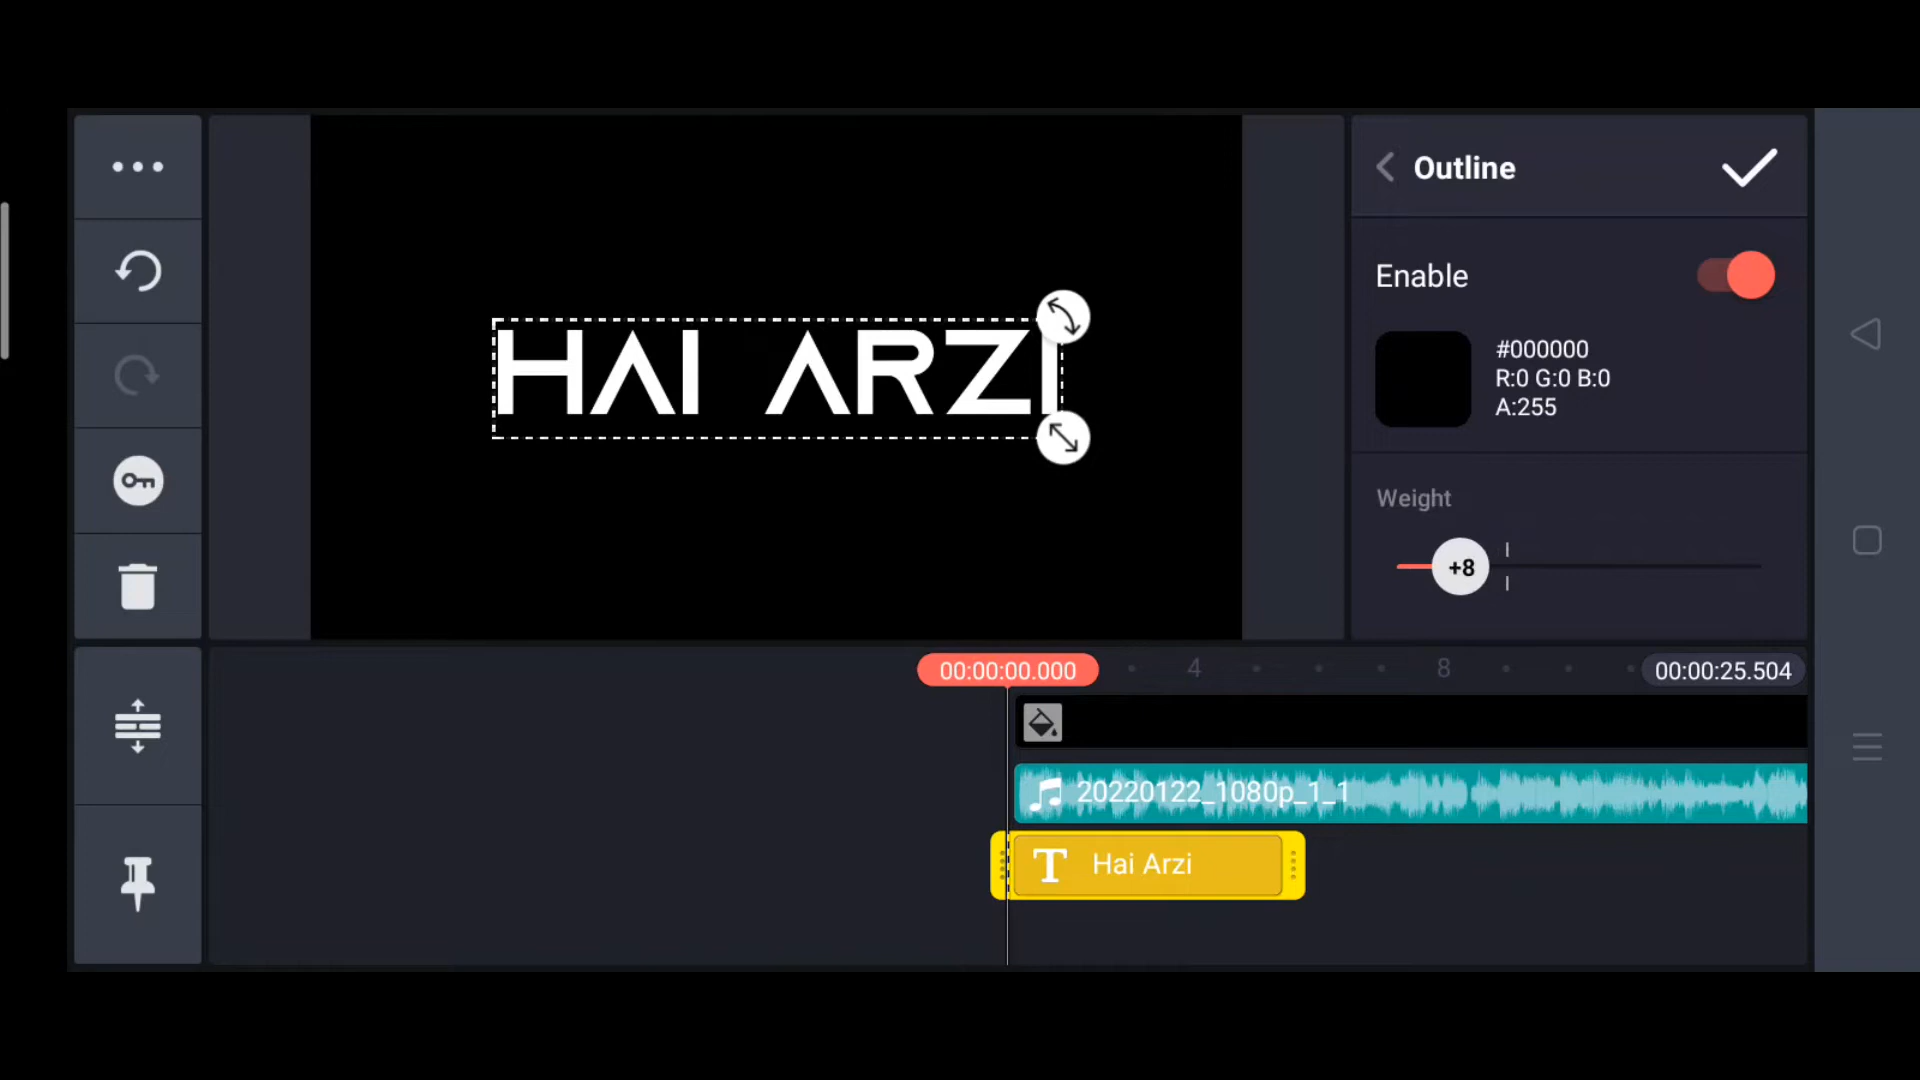 Outline
HAI ARZI
Enable
#000000
R:0 G:0 B:0
A:255
Weight
+8
00:00:00.000
4
8
00:00:25.504
20220122_1080p_1_1
T Hai Arzi